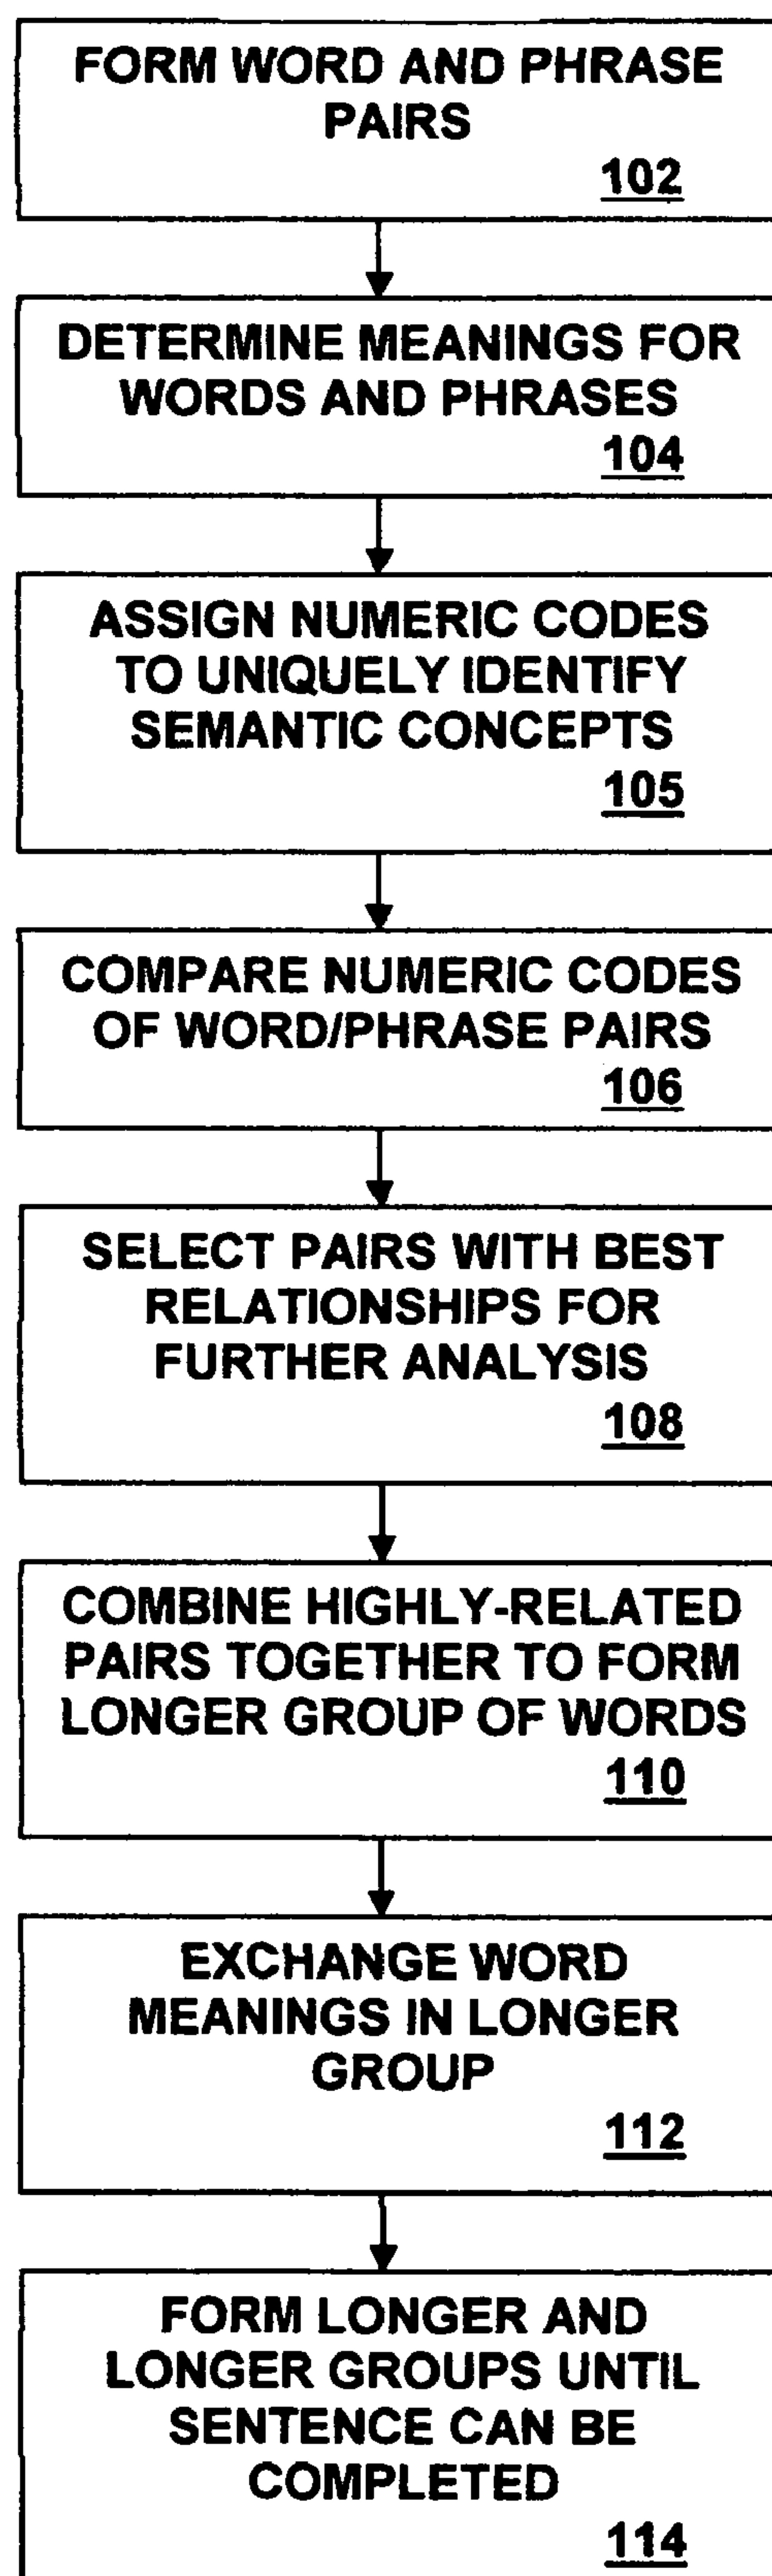 FORM WORD AND PHRASE
PAIRS
102
DETERMINE MEANINGS FOR
WORDS AND PHRASES
104
ASSIGN NUMERIC CODES
TO UNIQUELY IDENTIFY
SEMANTIC CONCEPTS
105
COMPARE NUMERIC CODES
OF WORD/PHRASE PAIRS
106
SELECT PAIRS WITH BEST
RELATIONSHIPS FOR
FURTHER ANALYSIS
108
COMBINE HIGHLY-RELATED
PAIRS TOGETHER TO FORM
LONGER GROUP OF WORDS
110
EXCHANGE WORD
MEANINGS IN LONGER
GROUP
112
FORM LONGER AND
LONGER GROUPS UNTIL
SENTENCE CAN BE
COMPLETED
114